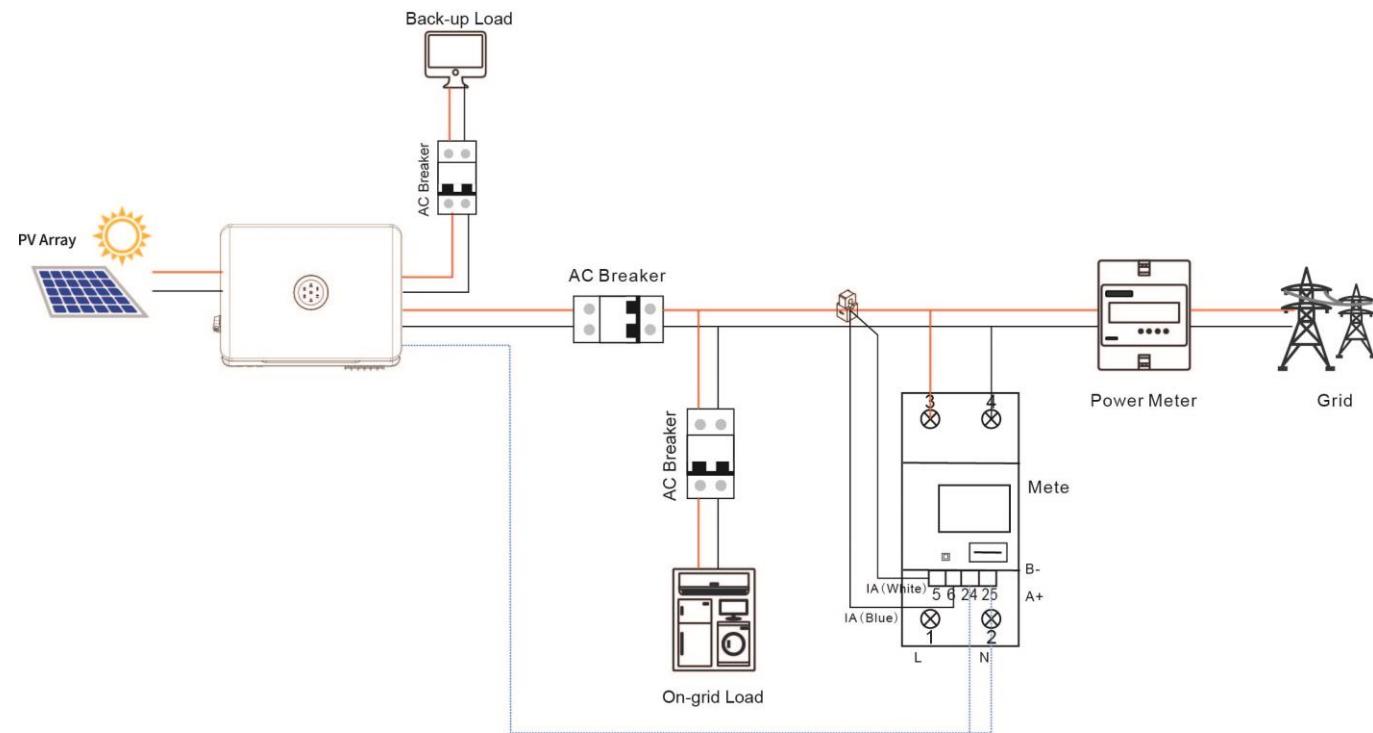 Back-up Load
AC Breaker
PV Array
AC Breaker
AC Breaker
On-grid Load
Power Meter
Grid
3 4
Mete
B-
A+
IA(White)
5 6 24 25
IA(Blue)
1 2
L N